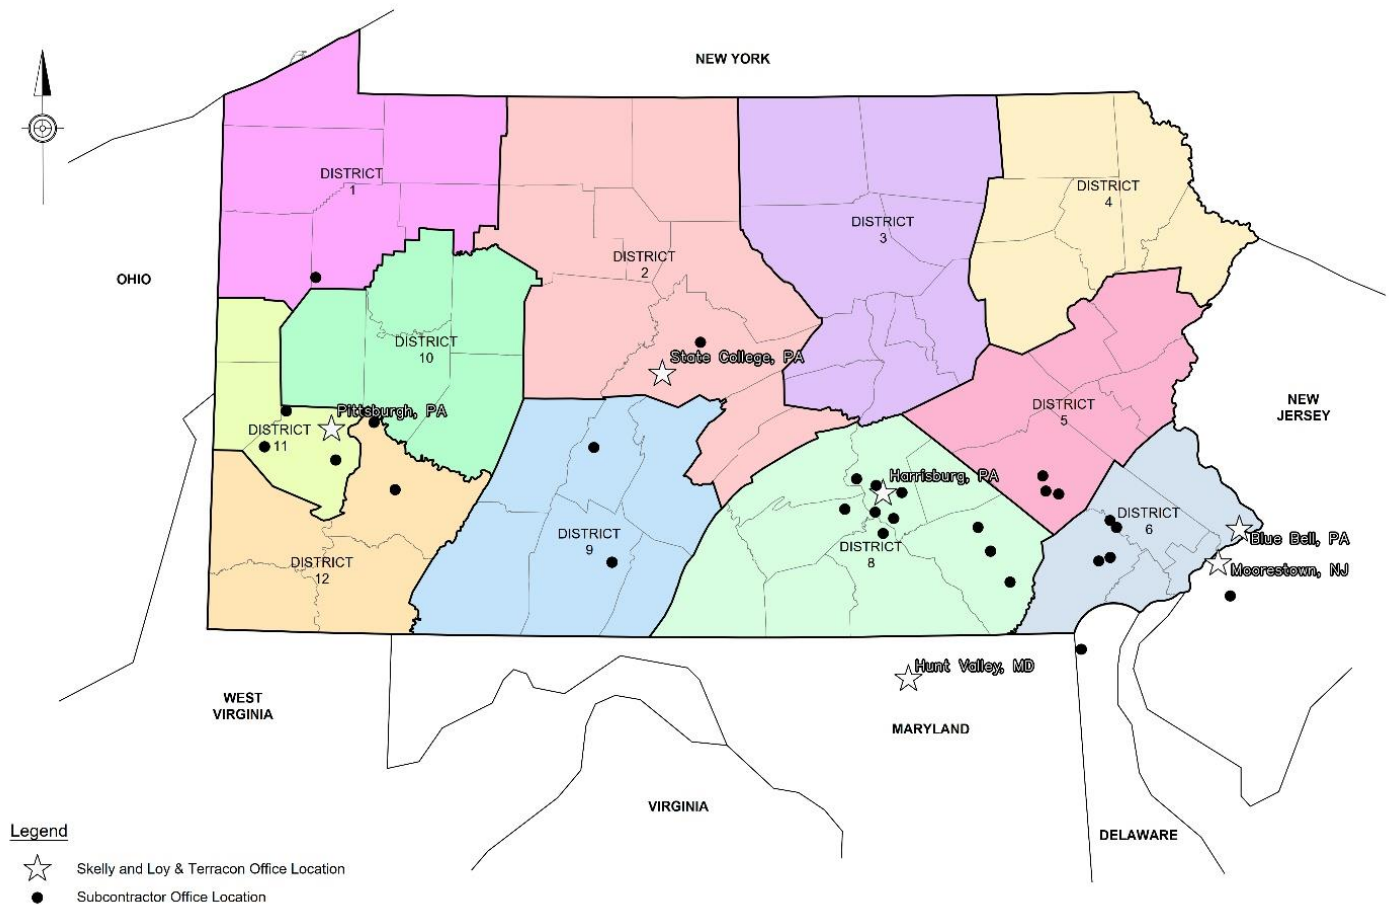 NEW YORK
DISTRICT
1
DISTRICT
4
DISTRICT
3
DISTRICT
2
OHIO
DISTRICT
10
State College, PA
NEW
JERSEY
DISTRICT
5
Pittsburgh, PA
DISTRICT
11
Harrisburg, PA
DISTRICT
6
DISTRICT
9
Blue Bell, PA
DISTRICT
8
DISTRICT
12
Moorestown, NJ
Hunt Valley, MD
WEST
VIRGINIA
MARYLAND
VIRGINIA
DELAWARE
Legend
Skelly and Loy & Terracon Office Location
Subcontractor Office Location